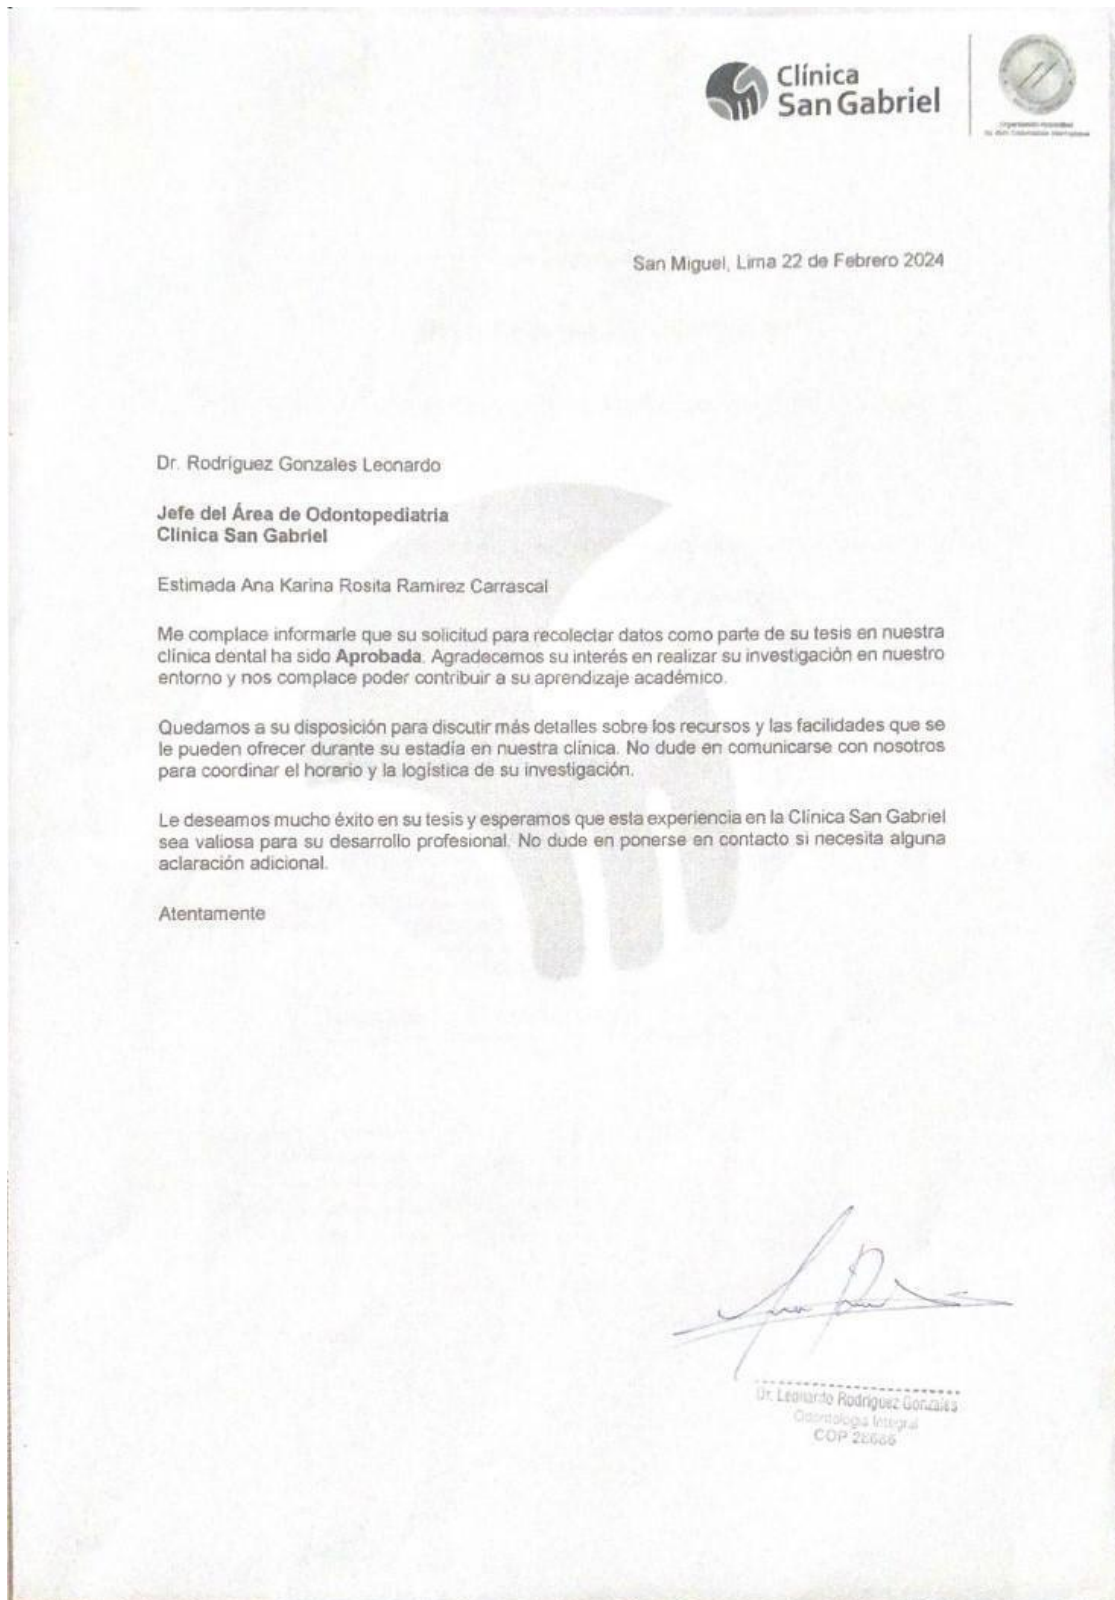 Clínica
San Gabriel
San Miguel, Lima 22 de Febrero 2024
Dr. Rodríguez Gonzales Leonardo
Jefe del Área de Odontopediatria
Clínica San Gabriel
Estimada Ana Karina Rosita Ramirez Carrascal
Me complace informarle que su solicitud para recolectar datos como parte de su tesis en nuestra
clínica dental ha sido Aprobada. Agradecemos su interés en realizar su investigación en nuestro
entorno y nos complace poder contribuir a su aprendizaje académico.
Quedamos a su disposición para discutir más detalles sobre los recursos y las facilidades que se
le pueden ofrecer durante su estadía en nuestra clínica. No dude en comunicarse con nosotros
para coordinar el horario y la logística de su investigación.
Le deseamos mucho éxito en su tesis y esperamos que esta experiencia en la Clínica San Gabriel
sea valiosa para su desarrollo profesional. No dude en ponerse en contacto si necesita alguna
aclaración adicional.
Atentamente
Dr. Leonardo Rodriguez Gonzales
Odontología Integral
COP